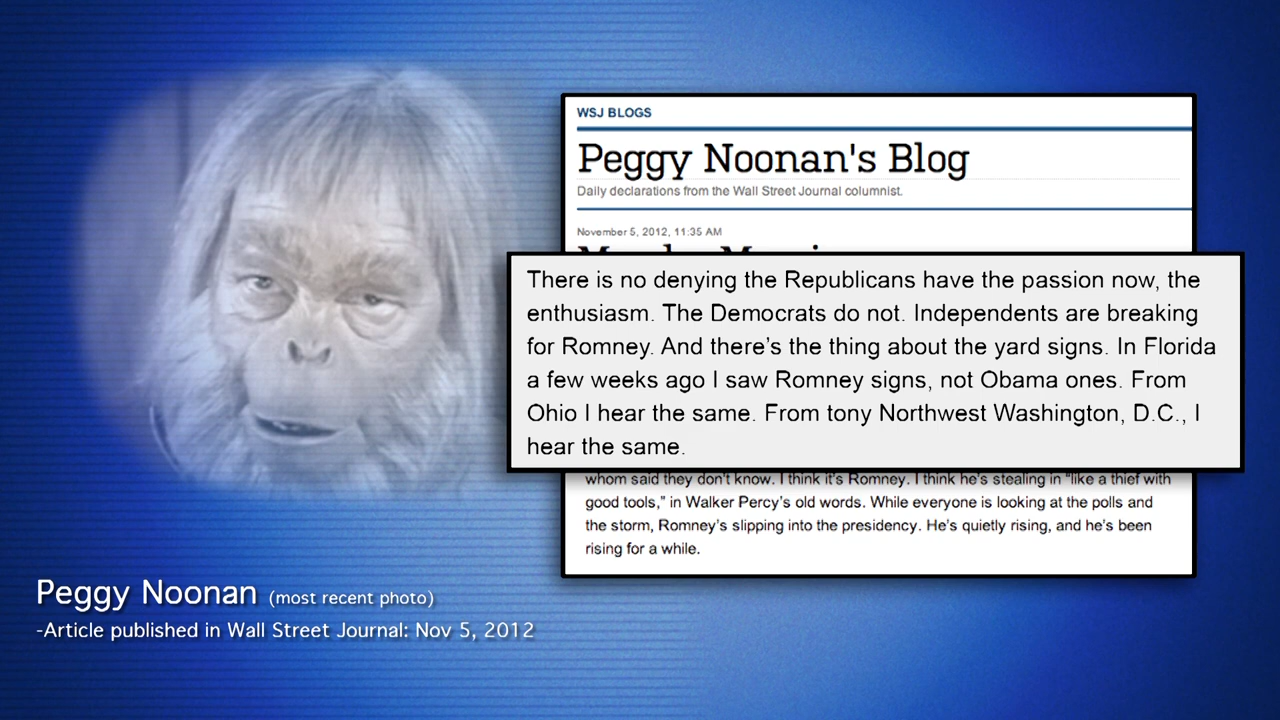 WSJ BLOGS
Peggy Noonan's Blog
Daily declarations from the Wall Street Journal columnist.
November 5, 2012, 11:35 AM
There is no denying the Republicans have the passion now, the
enthusiasm. The Democrats do not. Independents are breaking
for Romney. And there's the thing about the yard signs. In Florida
a few weeks ago I saw Romney signs, not Obama ones. From
Ohio I hear the same. From tony Northwest Washington, D.C., I
hear the same.
whom said they don't know. I think it's Romney. I think he's stealing in “like a thief with
good tools,” in Walker Percy's old words. While everyone is looking at the polls and
the storm, Romney's slipping into the presidency. He's quietly rising, and he's been
rising for a while.
Peggy Noonan (most recent photo)
-Article published in Wall Street Journal: Nov 5, 2012